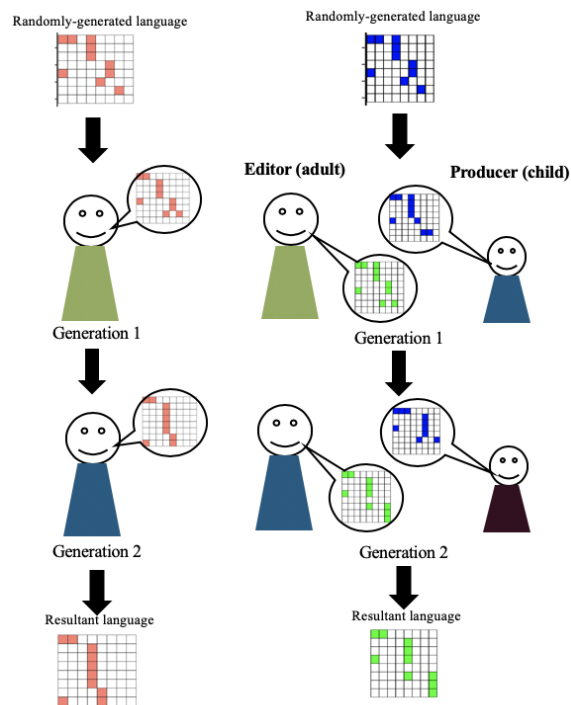 Randomly-generated language
Generation 1
Generation 2
Resultant language
Randomly-generated language
Editor (adult)
Producer (child)
Generation 1
Generation 2
Resultant language